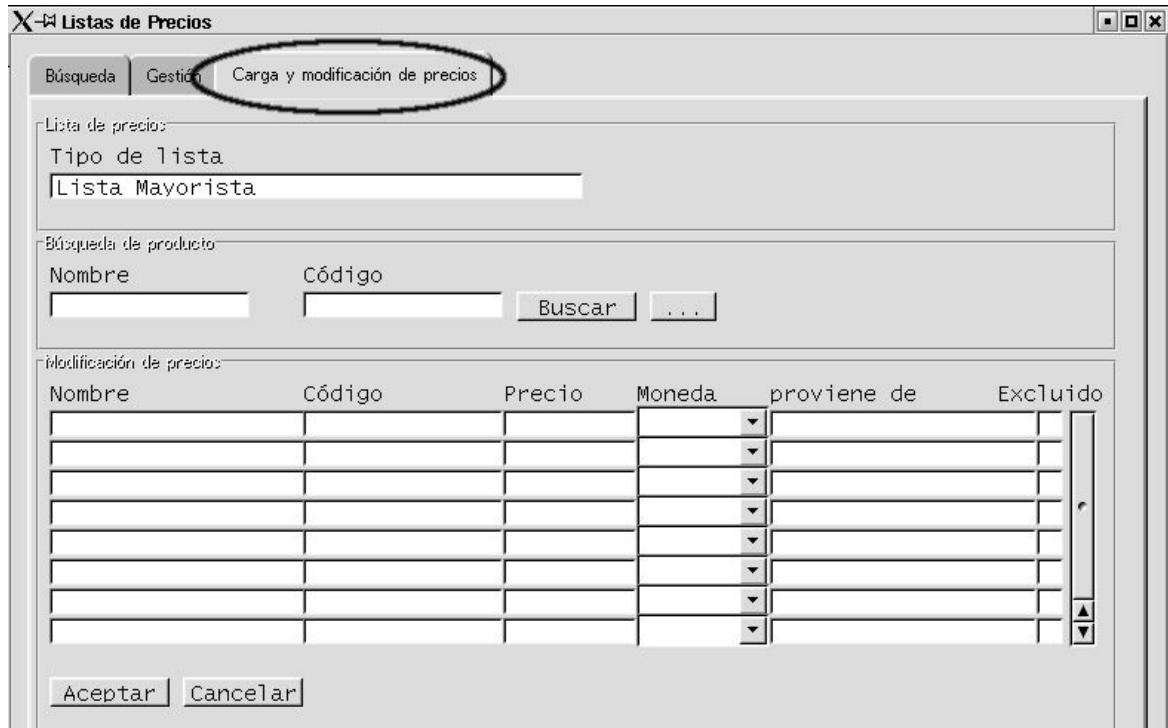 Listas de Precios
Búsqueda Gestión Carga y modificación de precios
Lista de precios
Tipo de lista
Lista Mayorista
Búsqueda de producto
Nombre Código
Buscar ...
Modificación de precios
Nombre Código Precio Moneda proviene de Excluido
Aceptar Cancelar